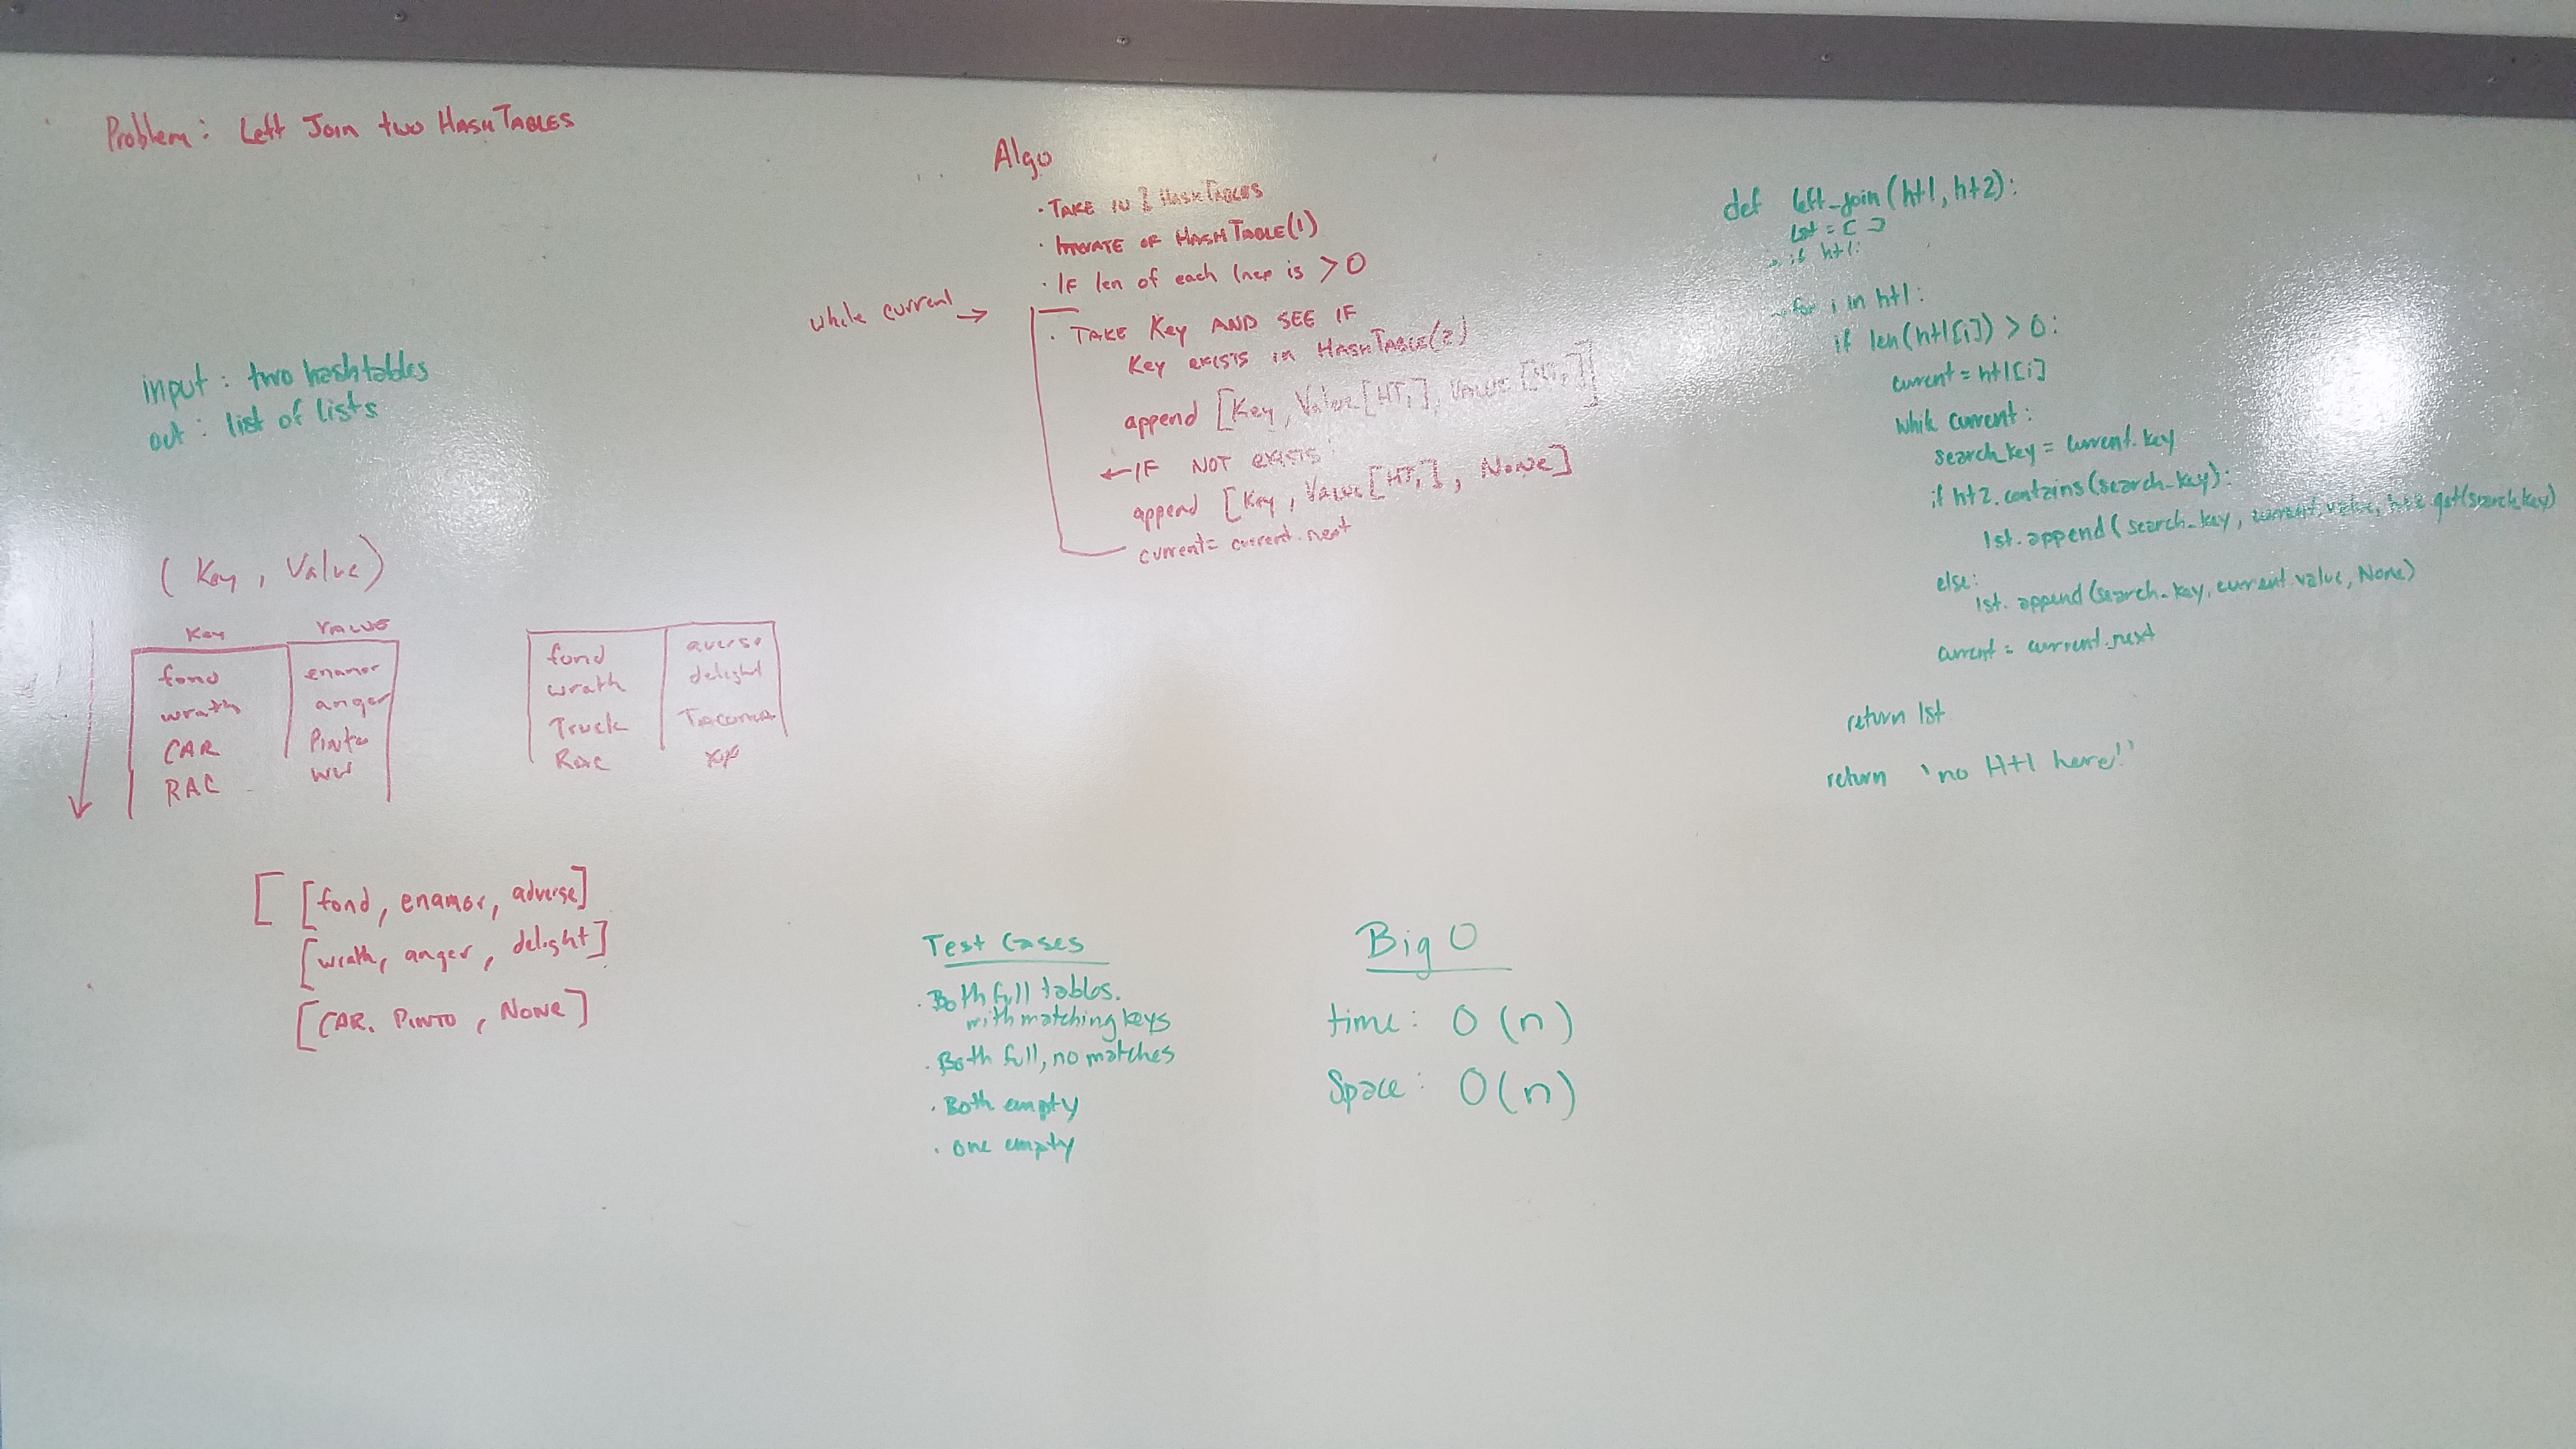 Problem: Left Join two HASHTABLES
input: two hashtables
out: list of lists
(Key, Value)
Key VALUE
fond enamor
wrath anger
CAR Pinto
RAC WW
fond averse
wrath delight
Truck TACOMA
RAC
[ [fond, enamor, adverse]
[wrath, anger, delight]
[CAR. PINTO, NONE]
Algo
· TAKE IN 2 HASHTABLES
· ITERATE OF HASHTABLE(1)
· IF len of each is > 0
while current →
· TAKE Key AND SEE IF
Key EXISTS in HASHTABLE(2)
append [Key, Value[HT1], Value[HT2]]
← IF NOT EXISTS:
append [Key, Value[HT1], NONE]
current = current.next
Test Cases
· Both full tables.
with matching keys
· Both full, no matches
· Both empty
· one empty
Big O
time: O(n)
Space: O(n)
def left_join(ht1, ht2):
lst = []
if ht1:
for i in ht1:
if len(ht1[i]) > 0:
current = ht1[i]
while current:
search_key = current.key
if ht2.contains(search_key):
lst.append(search_key, current.value, ht2.get(search_key)
else:
lst.append(search_key, current.value, None)
current = current.next
return lst
return 'no Ht1 here!'